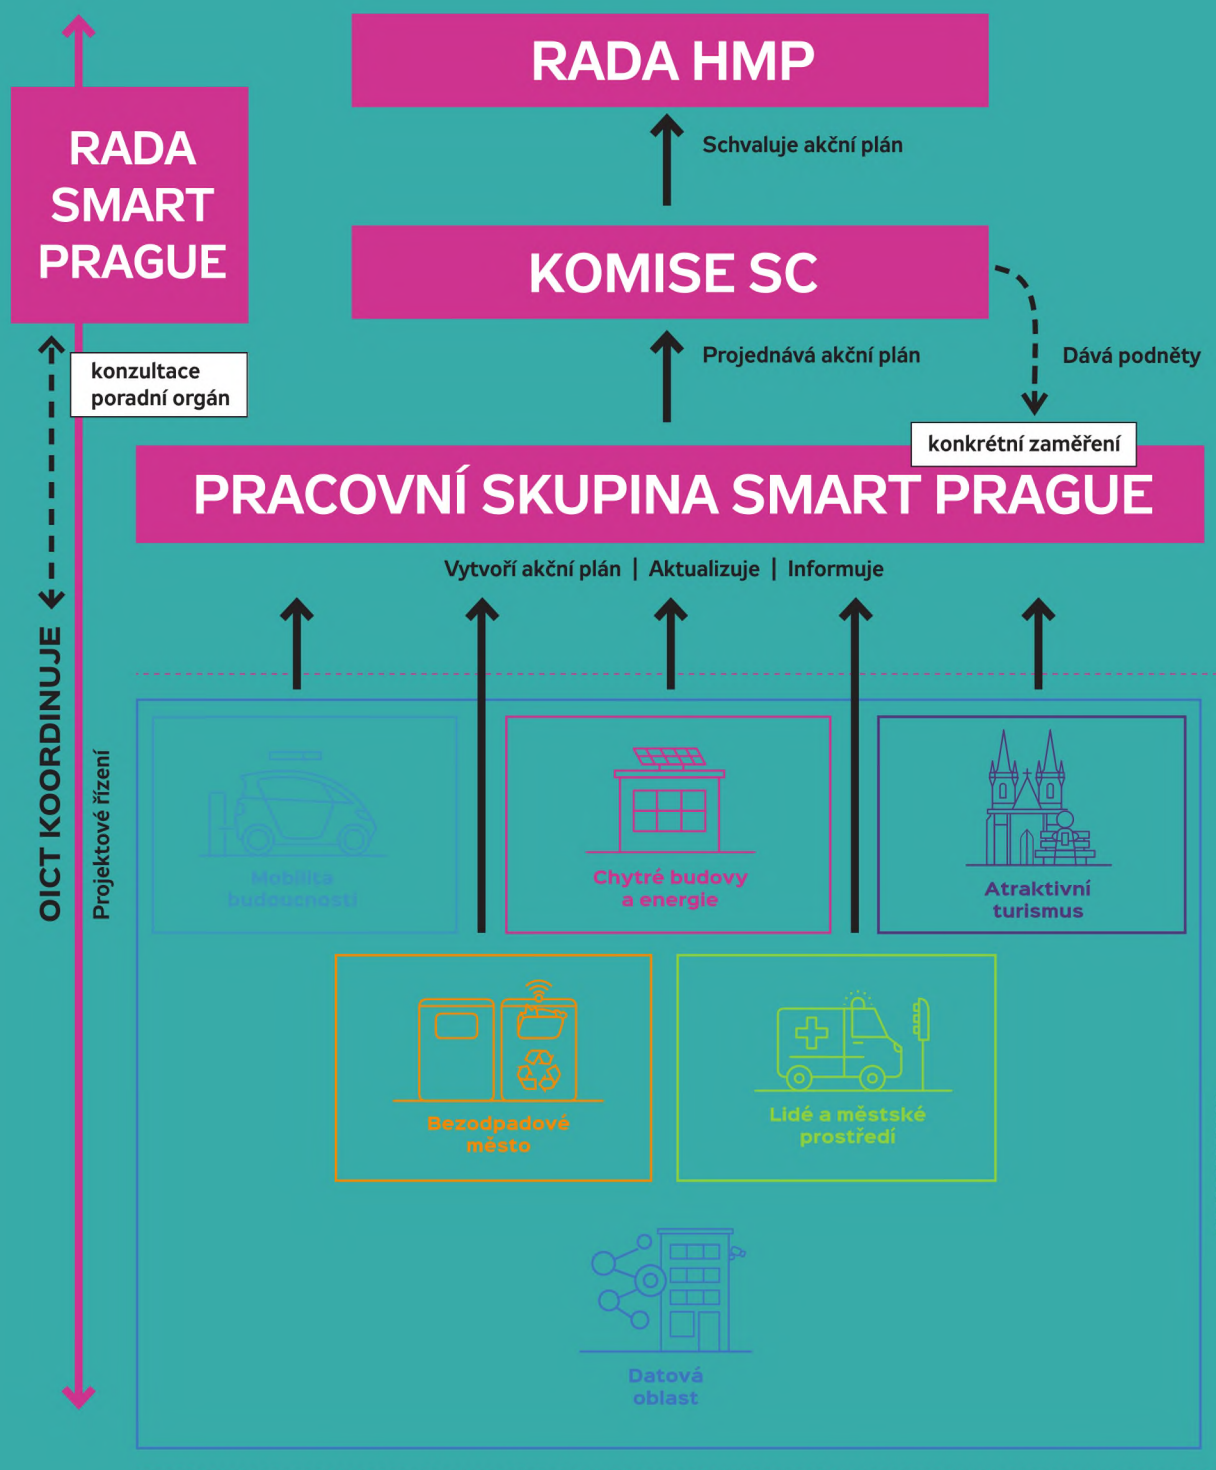 RADA HMP
RADA
SMART
PRAGUE
Schvaluje akční plán
KOMISE SC
konzultace
poradní orgán
Projednává akční plán
Dává podněty
konkrétní zaměření
PRACOVNÍ SKUPINA SMART PRAGUE
Vytvoří akční plán | Aktualizuje | Informuje
OICT KOORDINUJE
Projektové řízení
Mobilita
budoucnosti
Chytré budovy
a energie
Atraktivní
turismus
Bezodpadové
město
Lidé a městské
prostředí
Datová
oblast